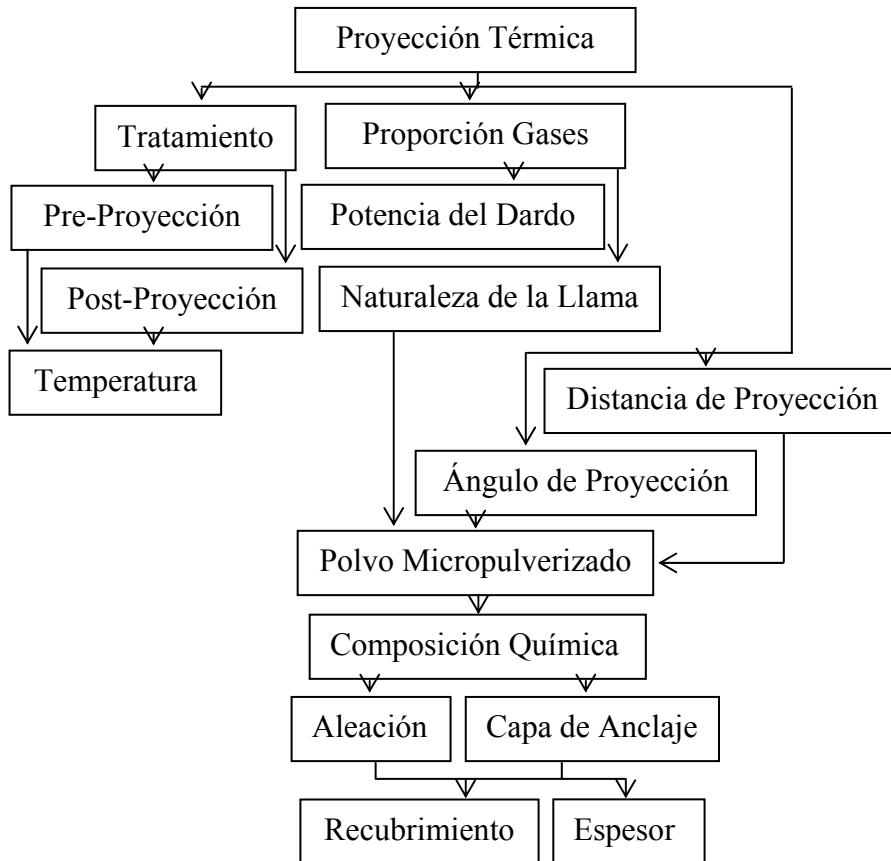 Proyección Térmica
Tratamiento
Proporción Gases
Pre-Proyección
Potencia del Dardo
Post-Proyección
Naturaleza de la Llama
Temperatura
Distancia de Proyección
Ángulo de Proyección
Polvo Micropulverizado
Composición Química
Aleación
Capa de Anclaje
Recubrimiento
Espesor